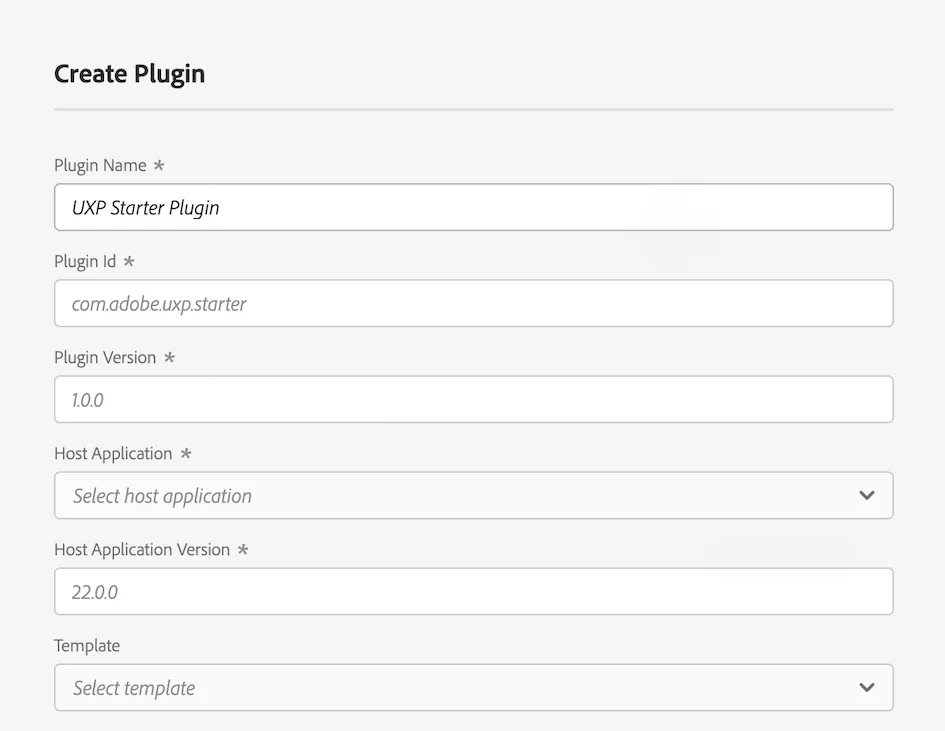 Create Plugin
Plugin Name *
UXP Starter Plugin
Plugin Id *
com.adobe.uxp.starter
Plugin Version *
1.0.0
Host Application *
Select host application
Host Application Version *
22.0.0
Template
Select template